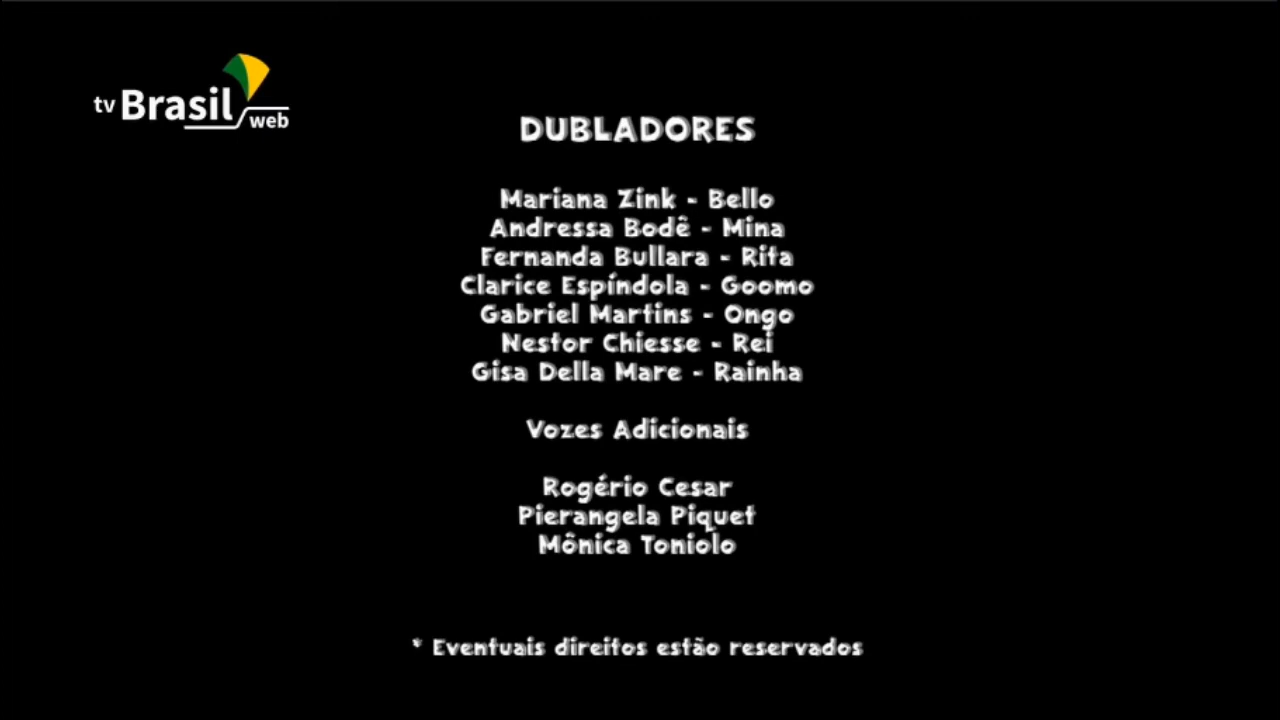 tv Brasil web
DUBLADORES
Mariana Zink - Bello
Andressa Bodê - Mina
Fernanda Bullara - Rita
Clarice Espíndola - Goomo
Gabriel Martins - Ongo
Nestor Chiesse - Rei
Gisa Della Mare - Rainha
Vozes Adicionais
Rogério Cesar
Pierangela Piquet
Mônica Toniolo
* Eventuais direitos estão reservados